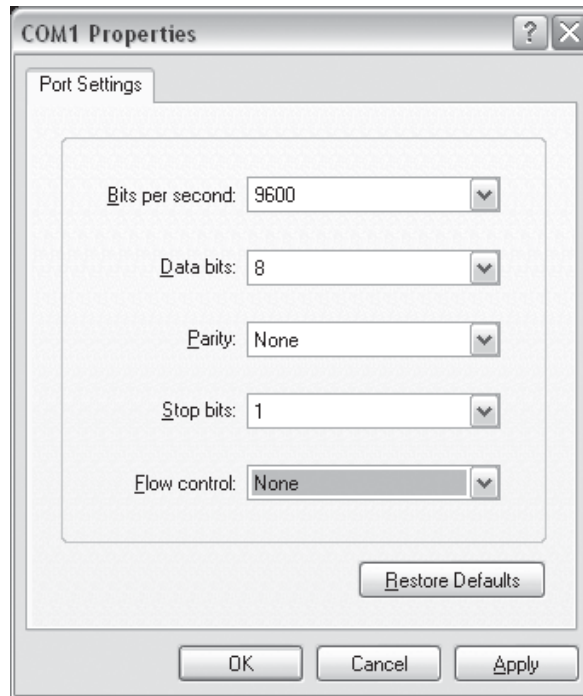 COM1 Properties
Port Settings
Bits per second: 9600
Data bits: 8
Parity: None
Stop bits: 1
Flow control: None
Restore Defaults
OK Cancel Apply